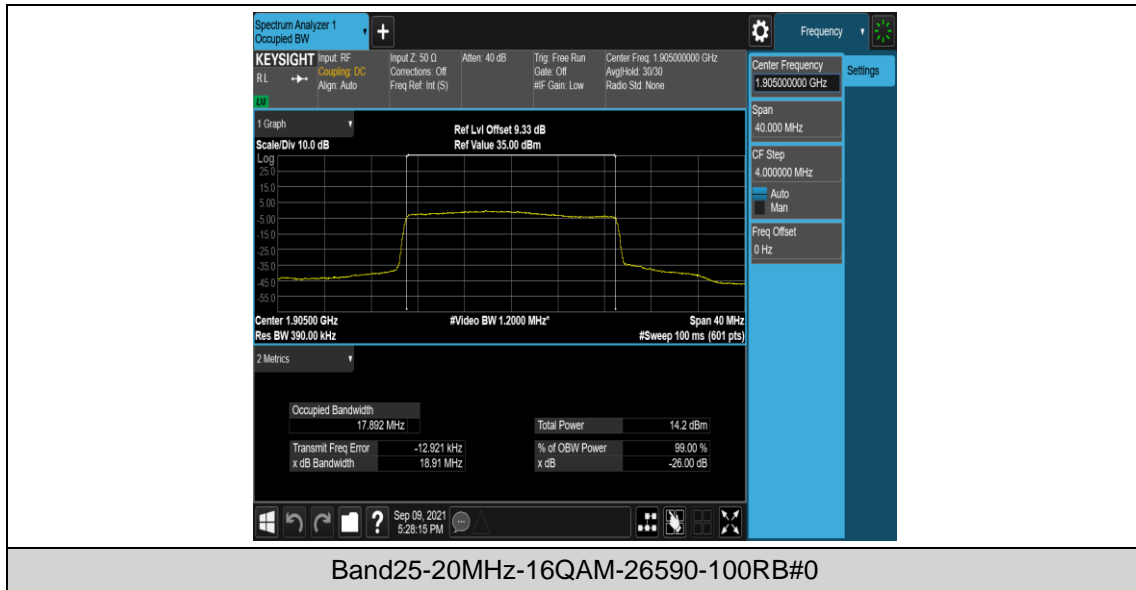 Spectrum Analyzer 1
Occupied BW
+
Frequency
KEYSIGHT
RL
LXI
Input: RF
Coupling: DC
Align: Auto
Input Z: 50 Ω
Corrections: Off
Freq Ref: Int (S)
Atten: 40 dB
Trig: Free Run
Gate: Off
#IF Gain: Low
Center Freq: 1.905000000 GHz
Avg|Hold: 30/30
Radio Std: None
Center Frequency
1.905000000 GHz
Settings
Span
40.000 MHz
CF Step
4.000000 MHz
Auto
Man
Freq Offset
0 Hz
1 Graph
Ref Lvl Offset 9.33 dB
Scale/Div 10.0 dB
Ref Value 35.00 dBm
Log
25.0
15.0
5.00
-5.00
-15.0
-25.0
-35.0
-45.0
-55.0
Center 1.90500 GHz
#Video BW 1.2000 MHz*
Span 40 MHz
Res BW 390.00 kHz
#Sweep 100 ms (601 pts)
2 Metrics
Occupied Bandwidth
17.892 MHz
Total Power 14.2 dBm
Transmit Freq Error -12.921 kHz
% of OBW Power 99.00 %
x dB Bandwidth 18.91 MHz
x dB -26.00 dB
?
Sep 09, 2021
5:28:15 PM
Band25-20MHz-16QAM-26590-100RB#0